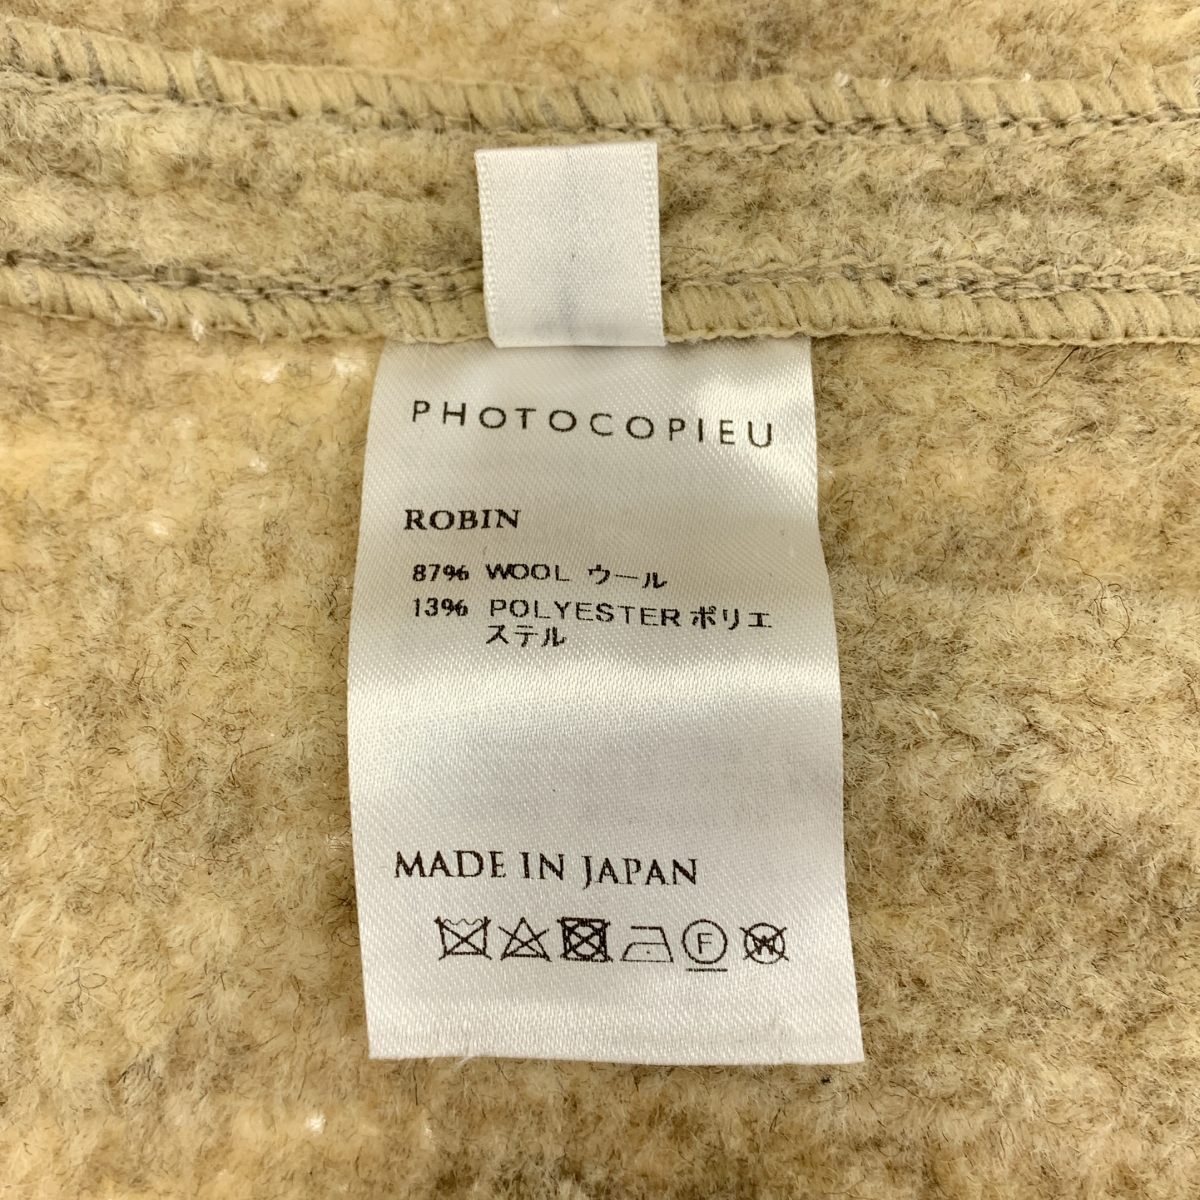 PHOTOCOPIEU
ROBIN
87% WOOL ウール
13% POLYESTER ポリエ
ステル
MADE IN JAPAN
F W